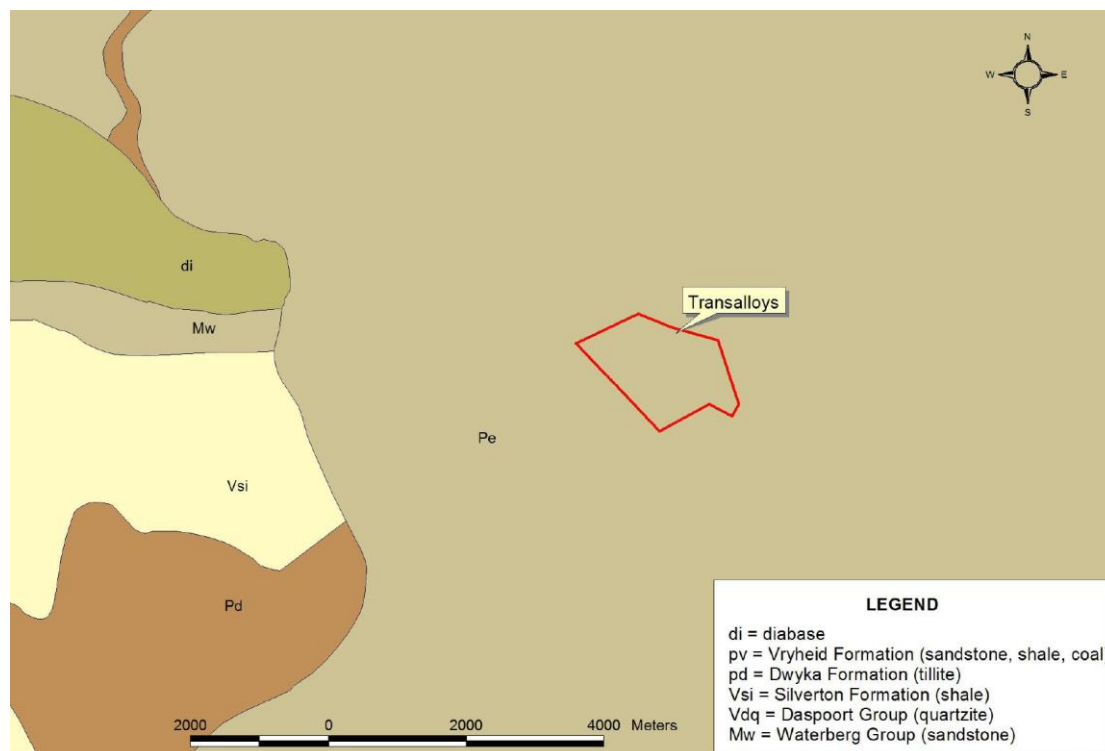 N
W E
S
di
Transalloys
Mw
Pe
Vsi
Pd
LEGEND
di = diabase
pv = Vryheid Formation (sandstone, shale, coal
pd = Dwyka Formation (tillite)
Vsi = Silverton Formation (shale)
Vdq = Daspoort Group (quartzite)
Mw = Waterberg Group (sandstone)
2000 0 2000 4000 Meters